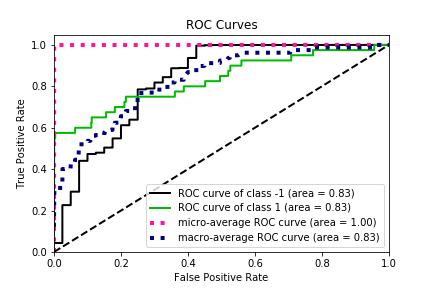 ROC Curves
True Positive Rate
1.0
0.8
0.6
0.4
0.2
0.0
ROC curve of class -1 (area = 0.83)
ROC curve of class 1 (area = 0.83)
micro-average ROC curve (area = 1.00)
macro-average ROC curve (area = 0.83)
0.0 0.2 0.4 0.6 0.8 1.0
False Positive Rate